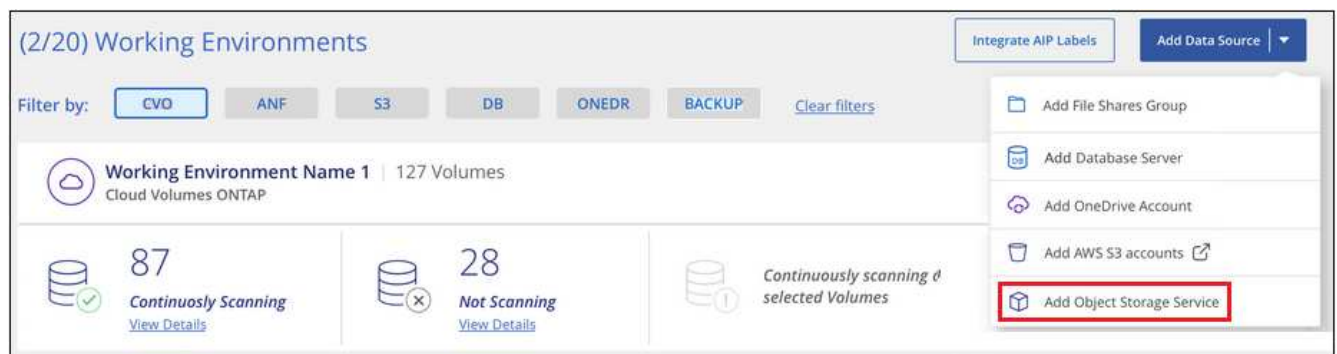 (2/20) Working Environments
Integrate AIP Labels
Add Data Source
Filter by:
CVO
ANF
S3
DB
ONEDR
BACKUP
Clear filters
Add File Shares Group
Working Environment Name 1 | 127 Volumes
Cloud Volumes ONTAP
DB
Add Database Server
Add OneDrive Account
Add AWS S3 accounts
Add Object Storage Service
87
Continuosly Scanning
View Details
28
Not Scanning
View Details
Continuously scanning
selected Volumes